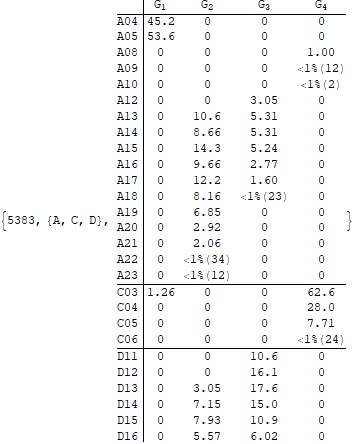 G1 G2 G3 G4
A04 45.2 0 0 0
A05 53.6 0 0 0
A08 0 0 0 1.00
A09 0 0 0 <1%(12)
A10 0 0 0 <1%(2)
A12 0 0 3.05 0
A13 0 10.6 5.31 0
A14 0 8.66 5.31 0
A15 0 14.3 5.24 0
A16 0 9.66 2.77 0
A17 0 12.2 1.60 0
A18 0 8.16 <1%(23) 0
{5383, {A, C, D}, A19 0 6.85 0 0 }
A20 0 2.92 0 0
A21 0 2.06 0 0
A22 0 <1%(34) 0 0
A23 0 <1%(12) 0 0
C03 1.26 0 0 62.6
C04 0 0 0 28.0
C05 0 0 0 7.71
C06 0 0 0 <1%(24)
D11 0 0 10.6 0
D12 0 0 16.1 0
D13 0 3.05 17.6 0
D14 0 7.15 15.0 0
D15 0 7.93 10.9 0
D16 0 5.57 6.02 0